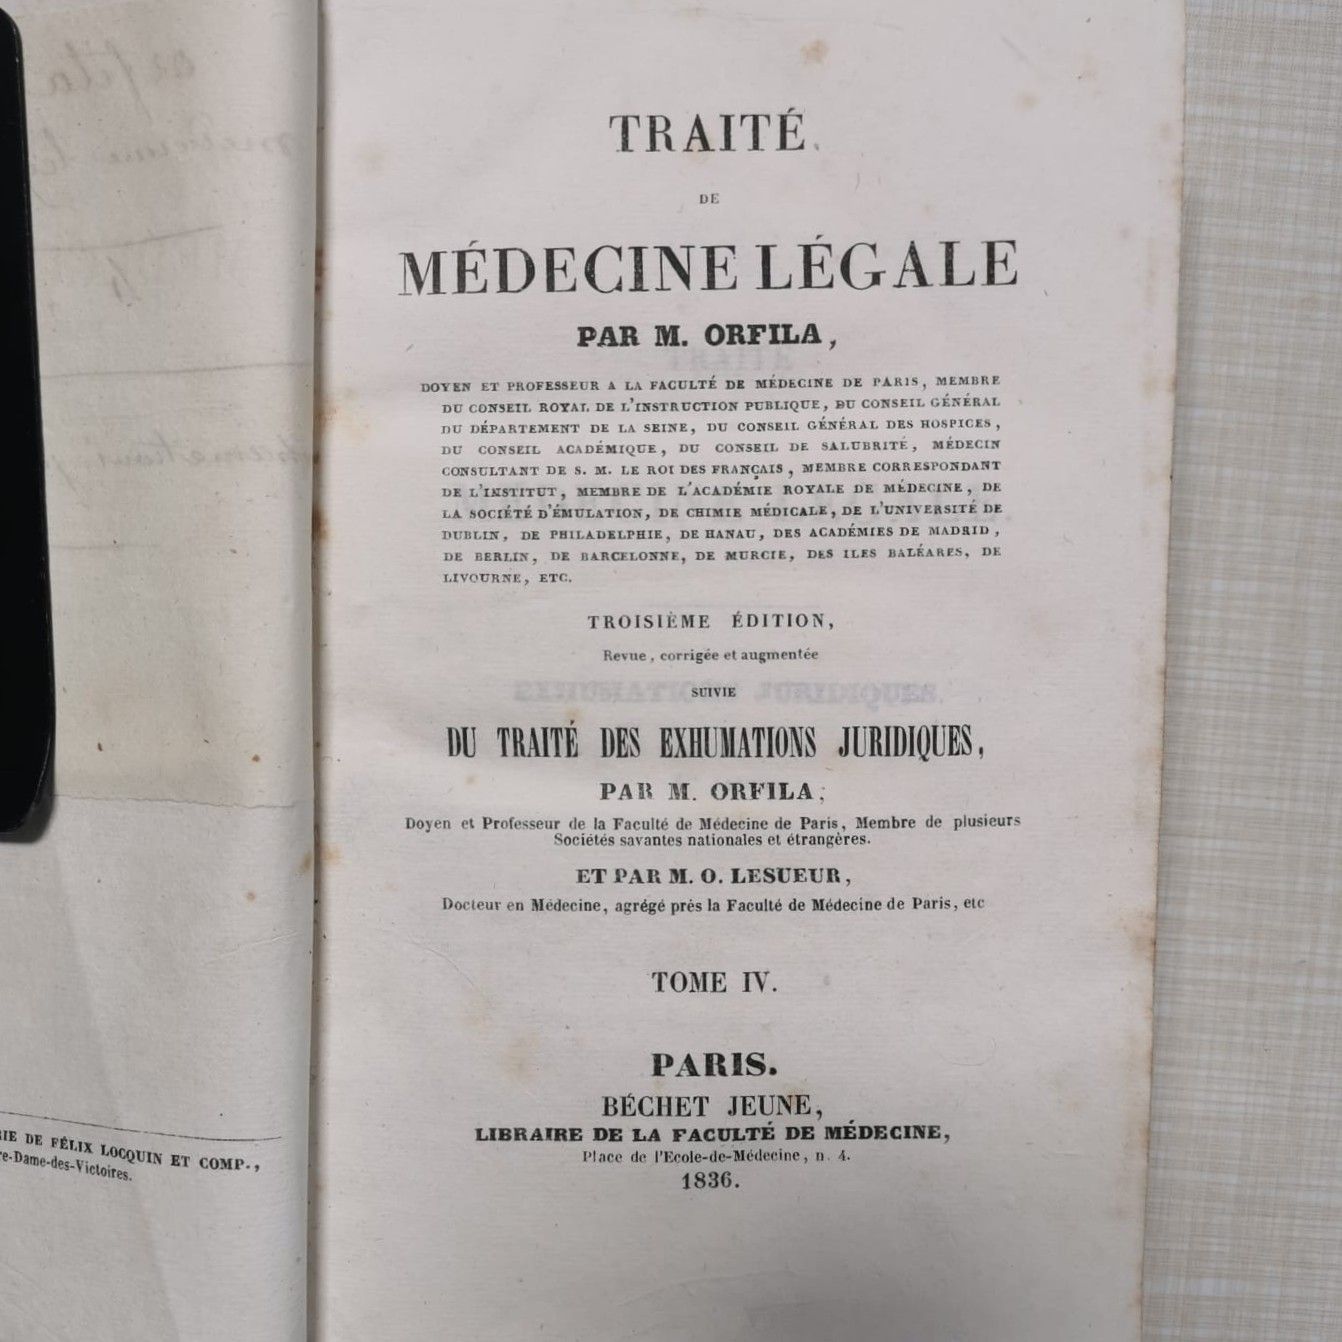 orfila
4
RIE DE FÉLIX LOCQUIN ET COMP.,
re-Dame-des-Victoires.
TRAITÉ
DE
MÉDECINE LÉGALE
PAR M. ORFILA,
DOYEN ET PROFESSEUR A LA FACULTÉ DE MÉDECINE DE PARIS, MEMBRE
DU CONSEIL ROYAL DE L'INSTRUCTION PUBLIQUE, DU CONSEIL GÉNÉRAL
DU DÉPARTEMENT DE LA SEINE, DU CONSEIL GÉNÉRAL DES HOSPICES,
DU CONSEIL ACADÉMIQUE, DU CONSEIL DE SALUBRITÉ, MÉDECIN
CONSULTANT DE S. M. LE ROI DES FRANÇAIS, MEMBRE CORRESPONDANT
DE L'INSTITUT, MEMBRE DE L'ACADÉMIE ROYALE DE MÉDECINE, DE
LA SOCIÉTÉ D'ÉMULATION, DE CHIMIE MÉDICALE, DE L'UNIVERSITÉ DE
DUBLIN, DE PHILADELPHIE, DE HANAU, DES ACADÉMIES DE MADRID,
DE BERLIN, DE BARCELONNE, DE MURCIE, DES ILES BALÉARES, DE
LIVOURNE, ETC.
TROISIÈME ÉDITION,
Revue, corrigée et augmentée
SUIVIE
DU TRAITÉ DES EXHUMATIONS JURIDIQUES,
PAR M. ORFILA,
Doyen et Professeur de la Faculté de Médecine de Paris, Membre de plusieurs
Sociétés savantes nationales et étrangères.
ET PAR M. O. LESUEUR,
Docteur en Médecine, agrégé près la Faculté de Médecine de Paris, etc
TOME IV.
PARIS.
BÉCHET JEUNE,
LIBRAIRE DE LA FACULTÉ DE MÉDECINE,
Place de l'Ecole-de-Médecine, n. 4.
1836.